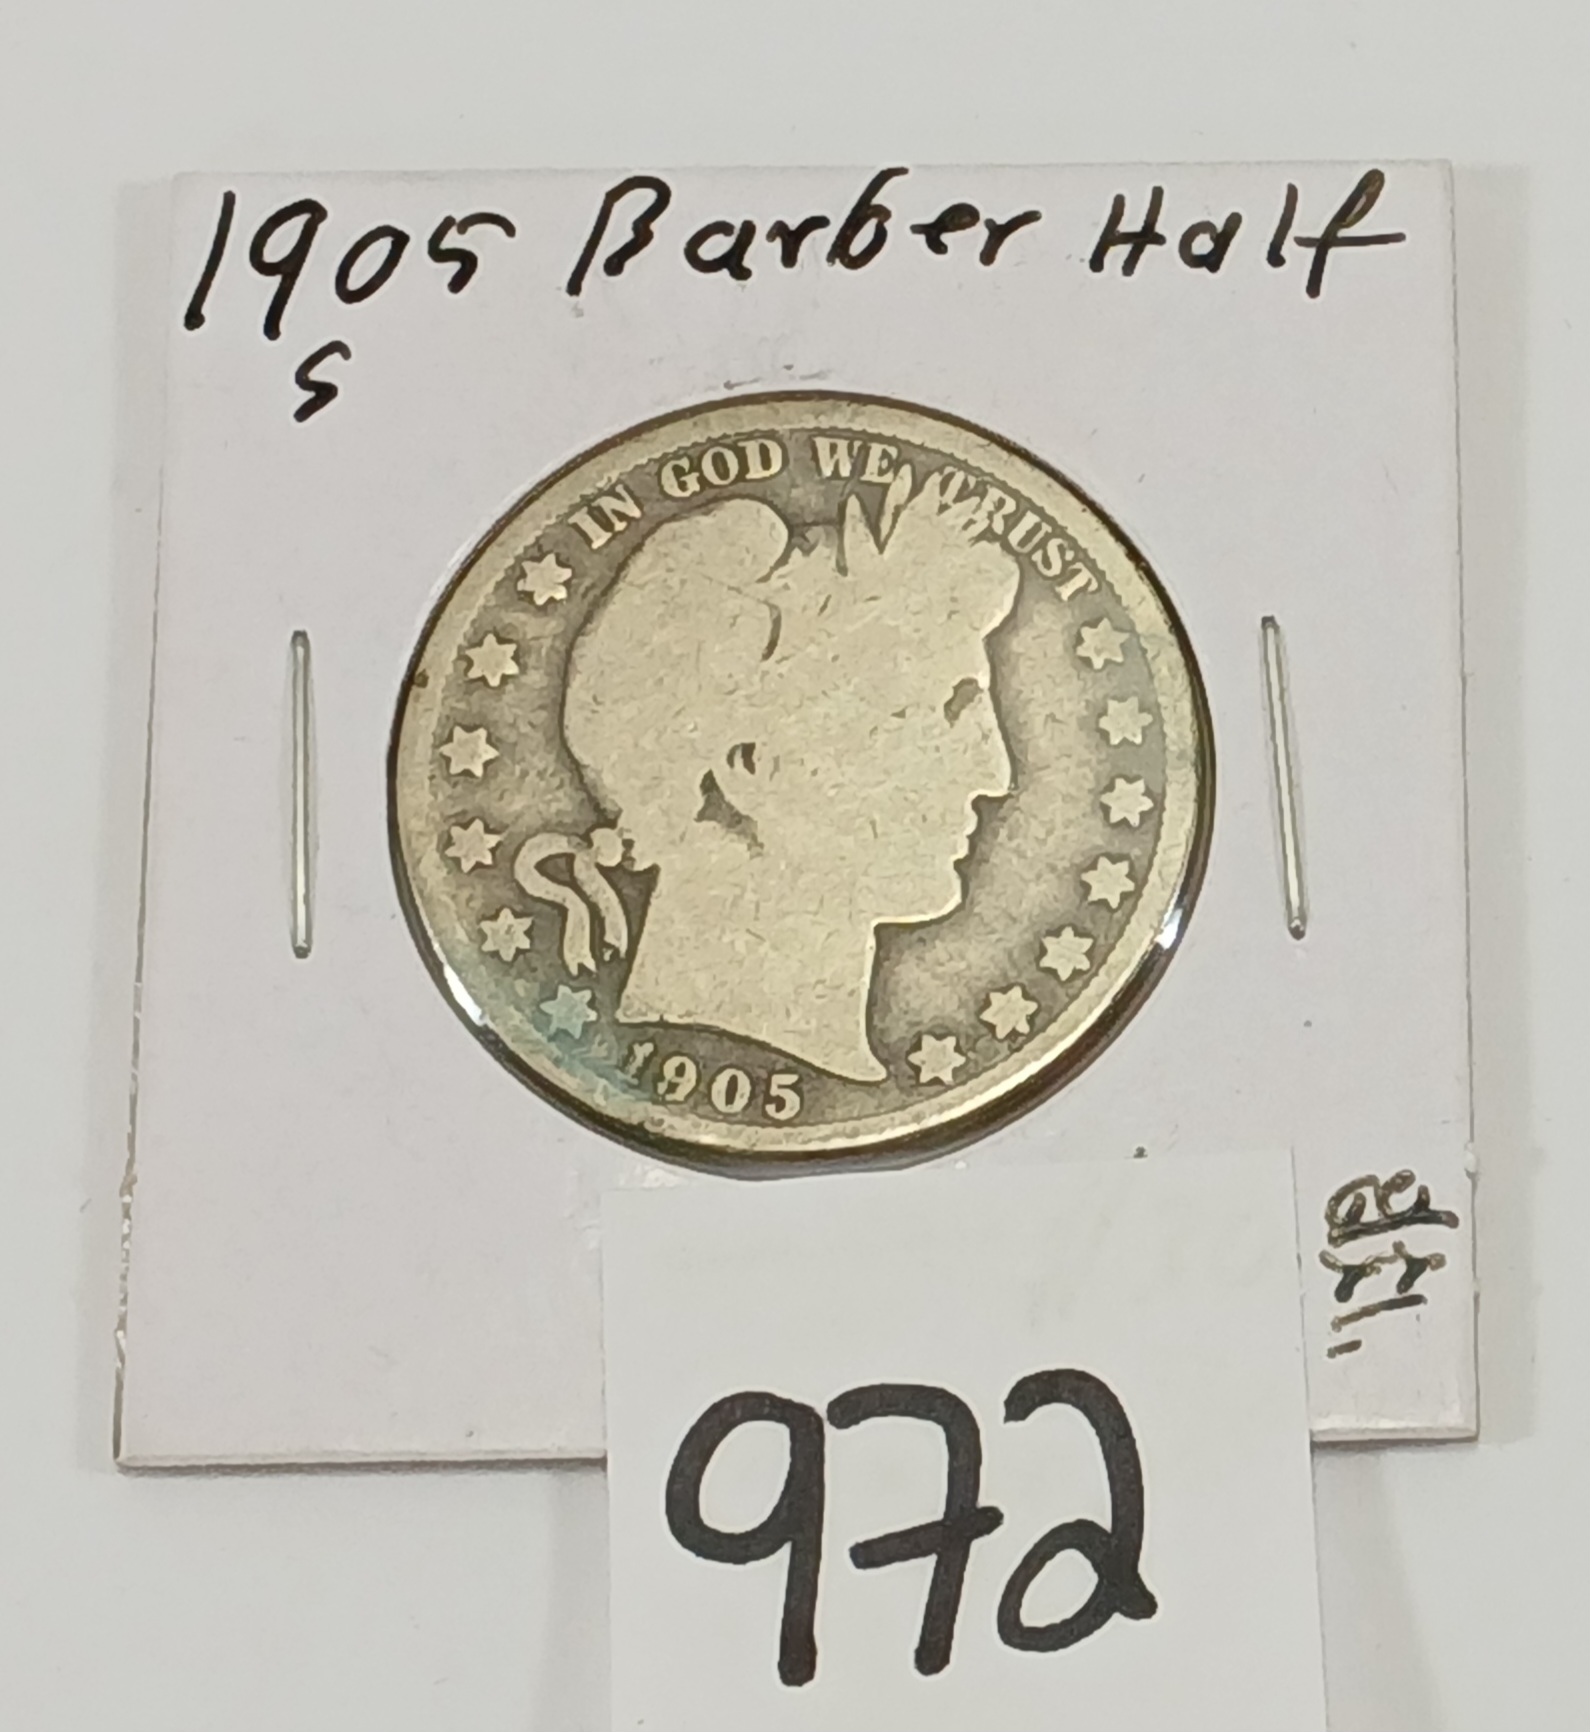 1905 Barber Half
S
IN GOD WE TRUST
1905
972